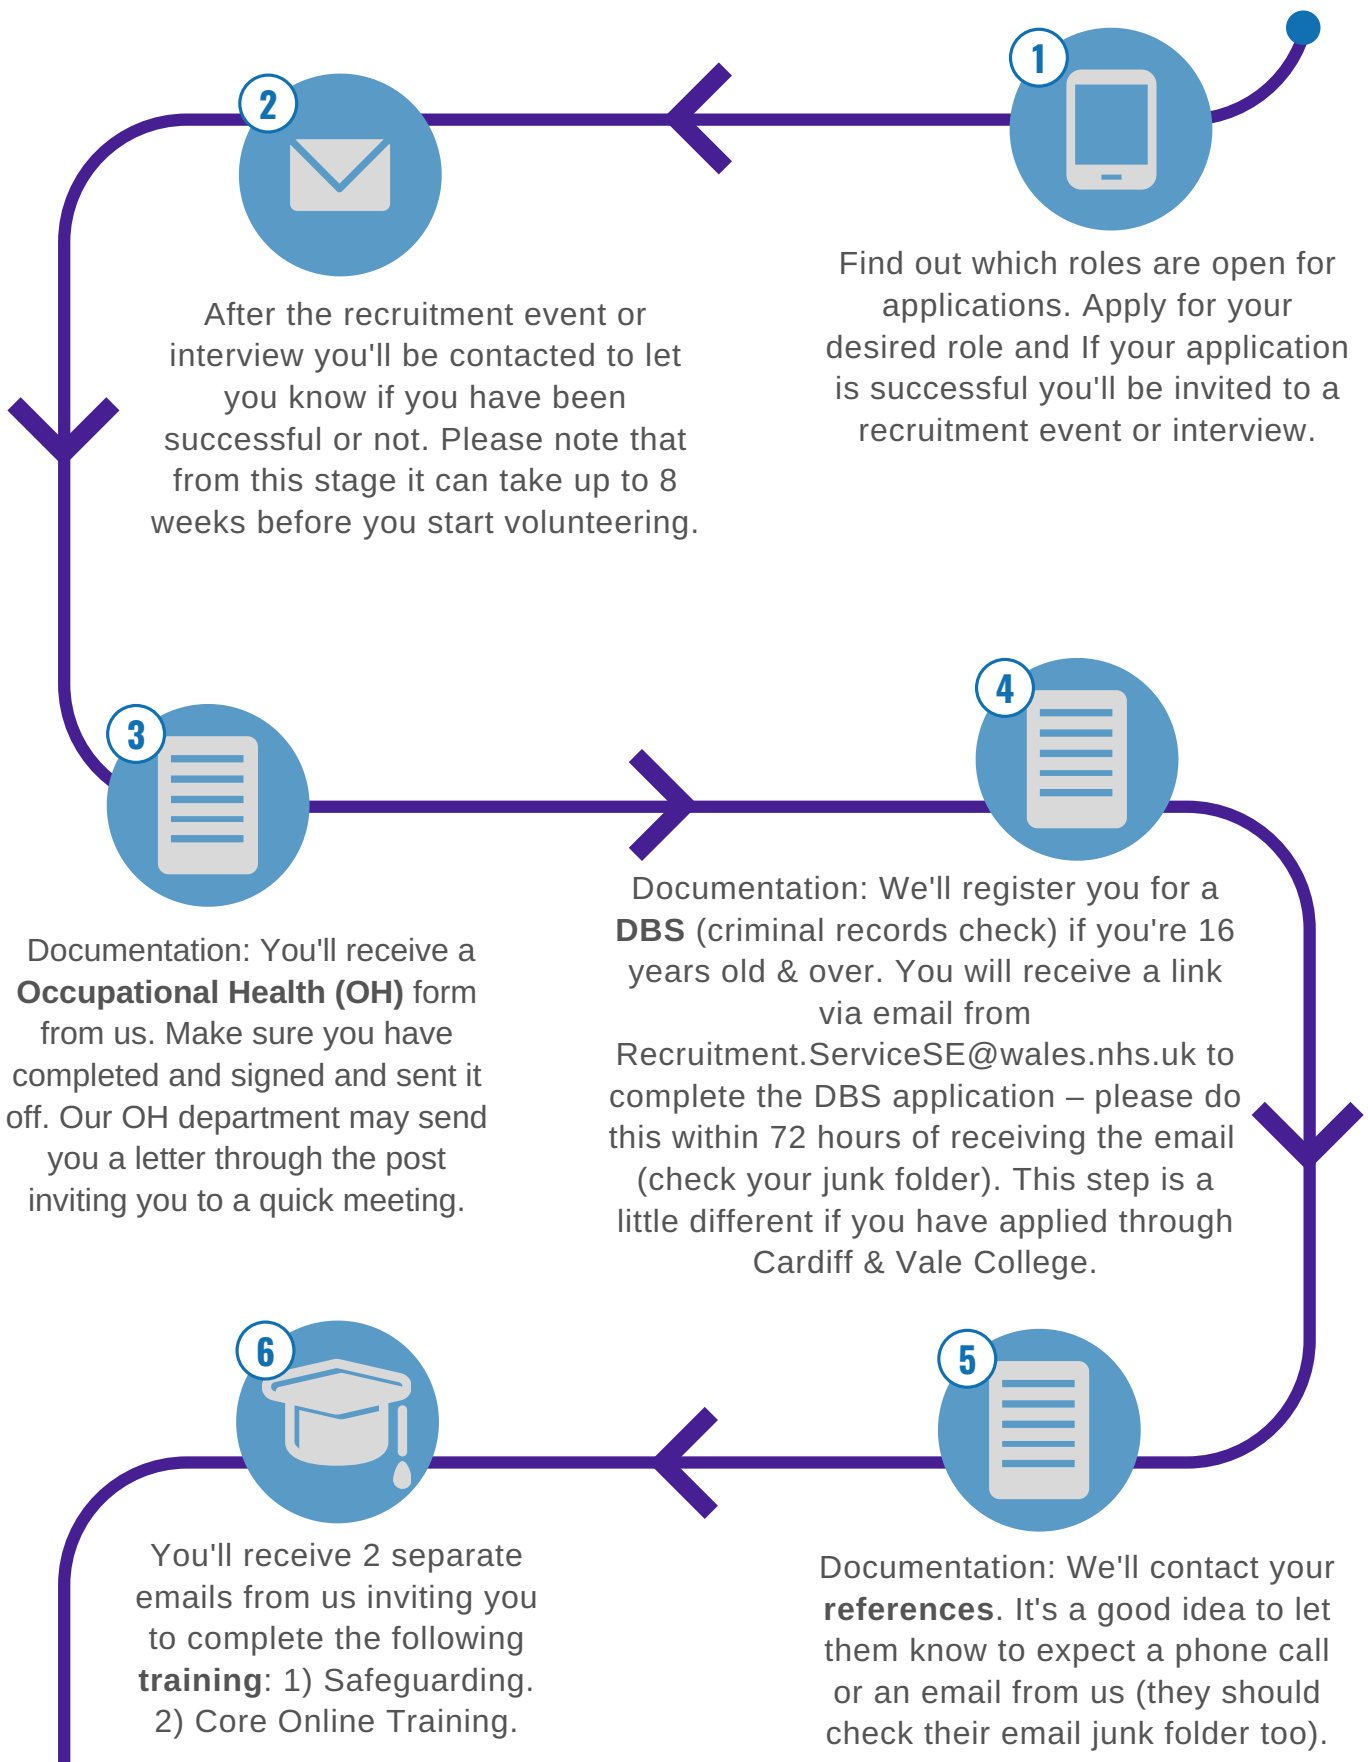 1
Find out which roles are open for
applications. Apply for your
desired role and If your application
is successful you'll be invited to a
recruitment event or interview.
2
After the recruitment event or
interview you'll be contacted to let
you know if you have been
successful or not. Please note that
from this stage it can take up to 8
weeks before you start volunteering.
3
Documentation: You'll receive a
Occupational Health (OH) form
from us. Make sure you have
completed and signed and sent it
off. Our OH department may send
you a letter through the post
inviting you to a quick meeting.
4
Documentation: We'll register you for a
DBS (criminal records check) if you're 16
years old & over. You will receive a link
via email from
Recruitment.ServiceSE@wales.nhs.uk to
complete the DBS application – please do
this within 72 hours of receiving the email
(check your junk folder). This step is a
little different if you have applied through
Cardiff & Vale College.
5
Documentation: We'll contact your
references. It's a good idea to let
them know to expect a phone call
or an email from us (they should
check their email junk folder too).
6
You'll receive 2 separate
emails from us inviting you
to complete the following
training: 1) Safeguarding.
2) Core Online Training.